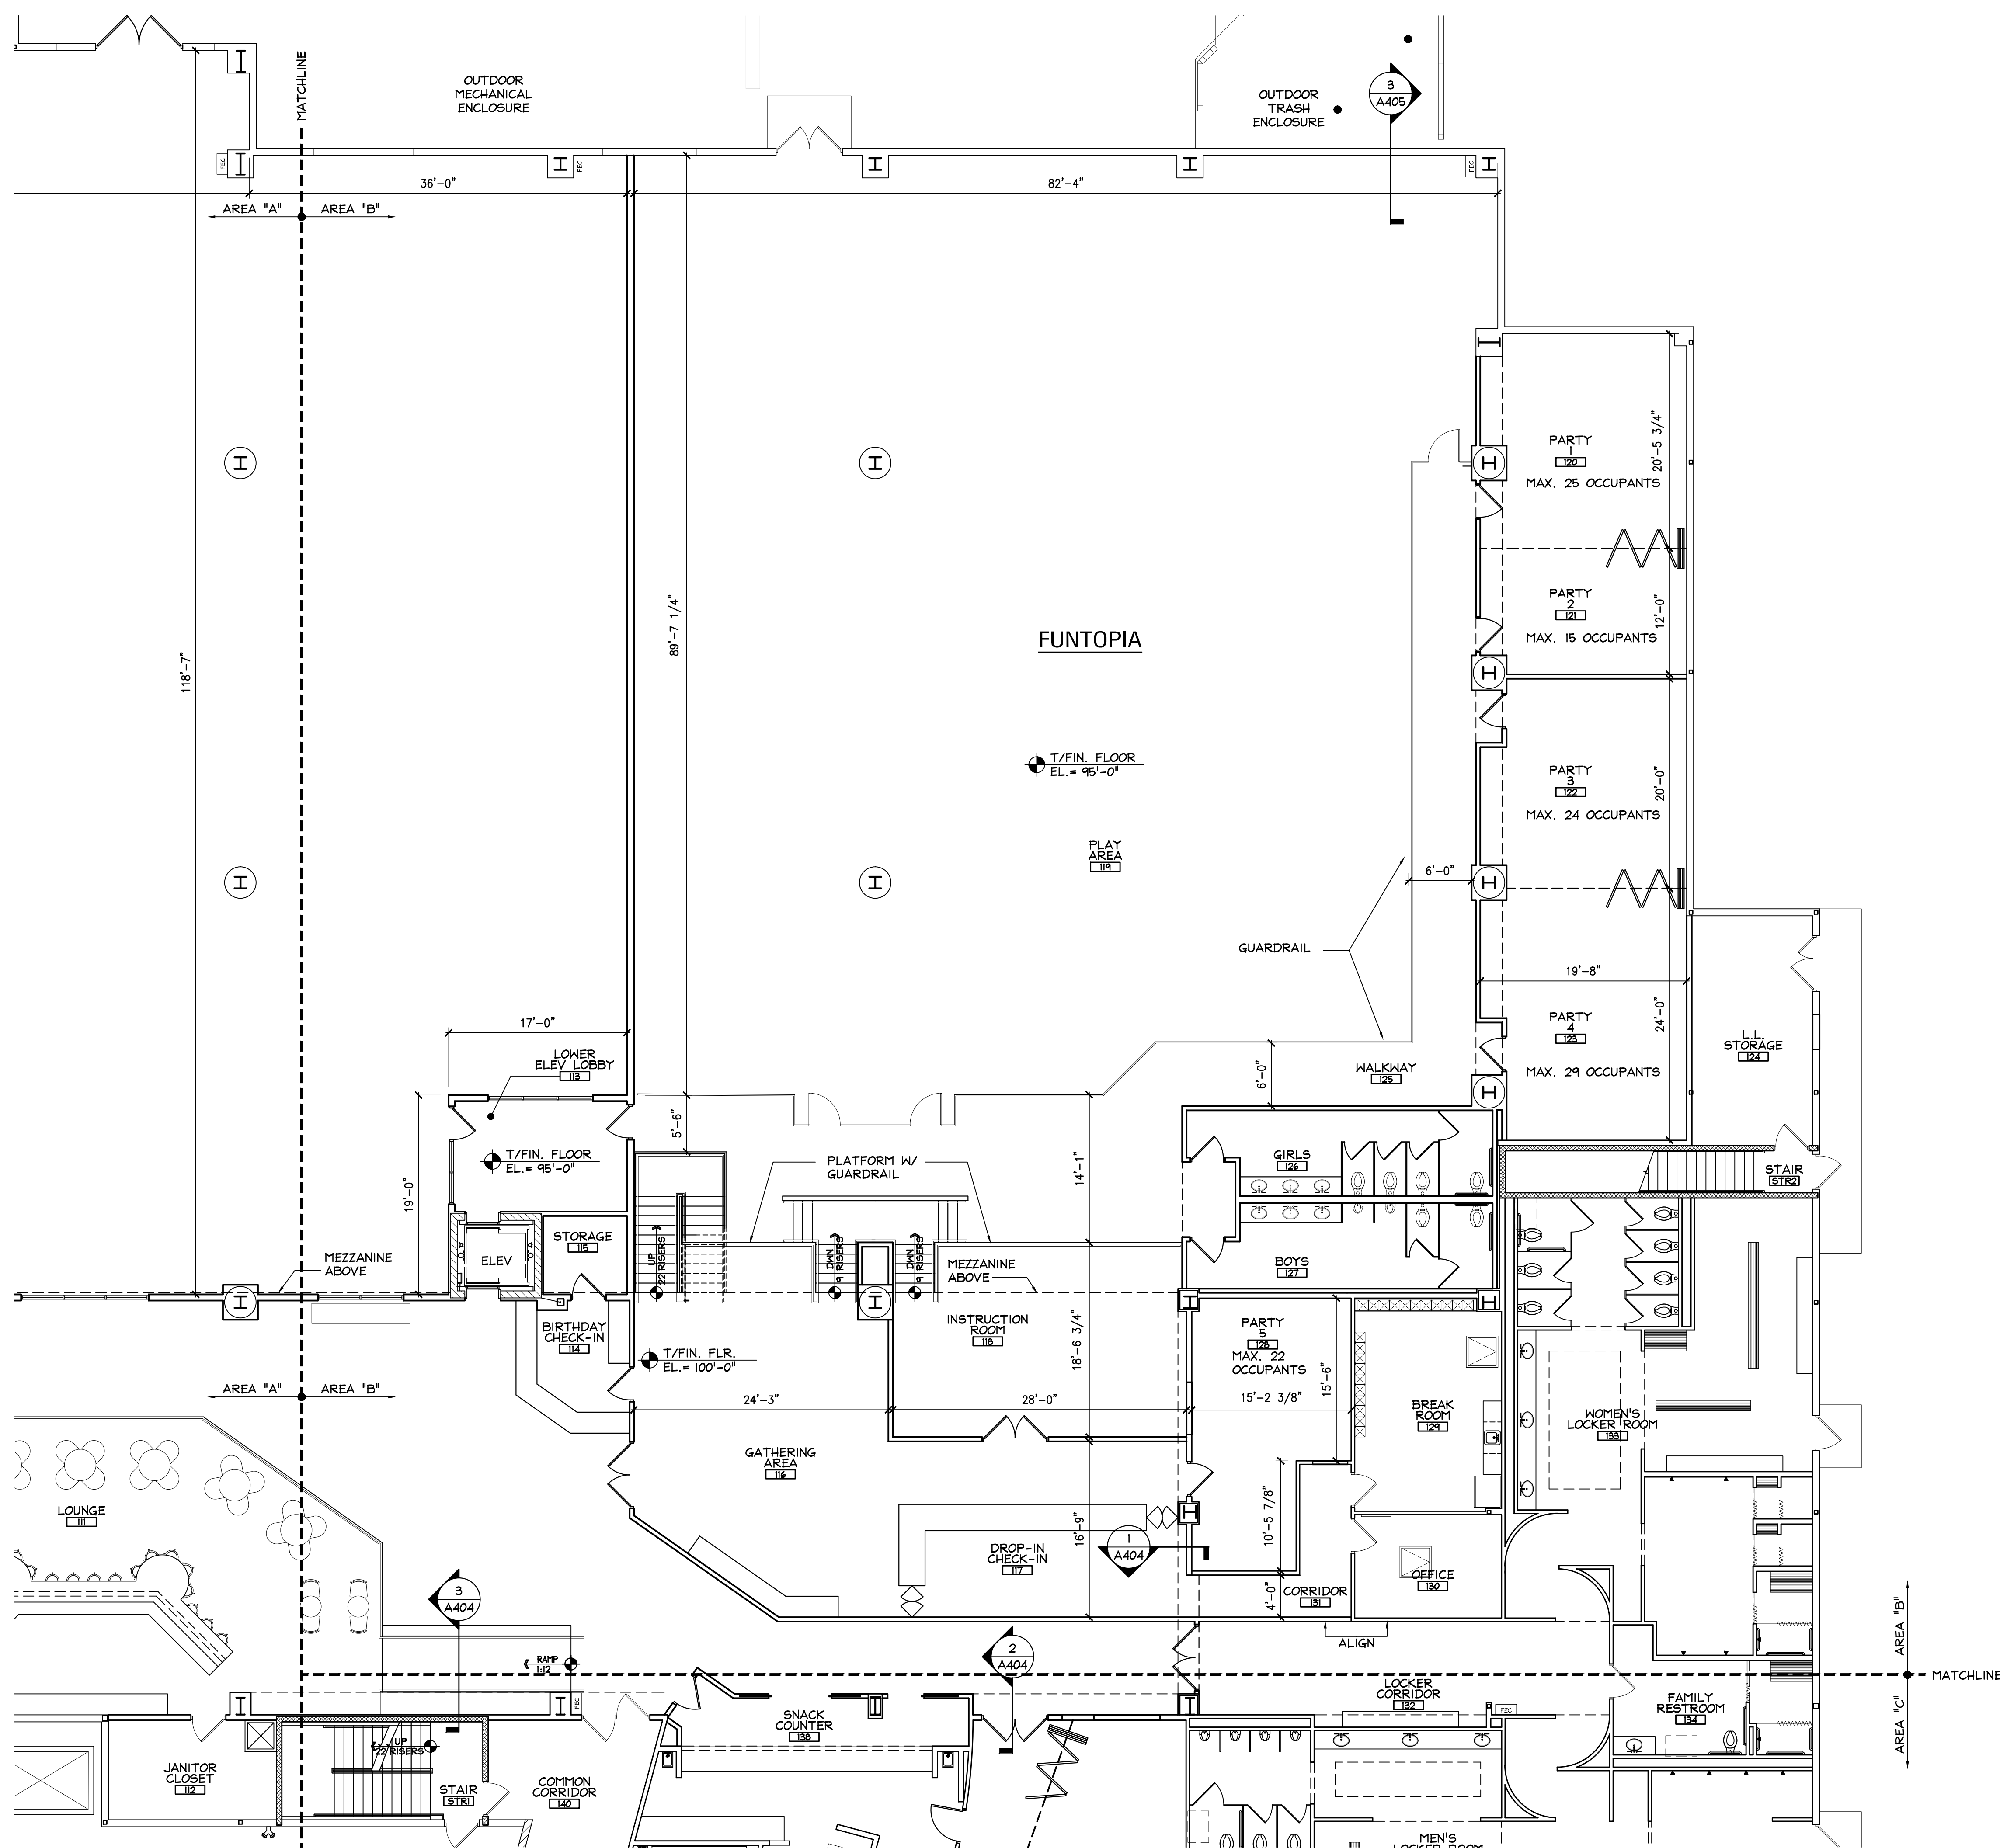 MATCHLINE
OUTDOOR
MECHANICAL
ENCLOSURE
OUTDOOR
TRASH
ENCLOSURE
3
A405
FEC
FEC
FEC
36'-0"
82'-4"
AREA "A"
AREA "B"
118'-7"
89'-7 1/4"
FUNTOPIA
T/FIN. FLOOR
EL.= 95'-0"
PLAY
AREA
119
PARTY
1
120
MAX. 25 OCCUPANTS
20'-5 3/4"
PARTY
2
121
MAX. 15 OCCUPANTS
12'-0"
PARTY
3
122
MAX. 24 OCCUPANTS
20'-0"
6'-0"
GUARDRAIL
19'-8"
PARTY
4
123
MAX. 29 OCCUPANTS
24'-0"
L.L.
STORAGE
124
17'-0"
LOWER
ELEV LOBBY
113
T/FIN. FLOOR
EL.= 95'-0"
19'-0"
5'-6"
6'-0"
WALKWAY
125
PLATFORM W/
GUARDRAIL
14'-1"
GIRLS
126
BOYS
127
STAIR
STR2
ELEV
STORAGE
115
UP
22 RISERS
DWN
9 RISERS
DWN
9 RISERS
MEZZANINE
ABOVE
MEZZANINE
ABOVE
BIRTHDAY
CHECK-IN
114
T/FIN. FLR.
EL.= 100'-0"
INSTRUCTION
ROOM
118
18'-6 3/4"
PARTY
5
128
MAX. 22
OCCUPANTS
15'-6"
AREA "A"
AREA "B"
24'-3"
28'-0"
15'-2 3/8"
BREAK
ROOM
129
WOMEN'S
LOCKER ROOM
133
GATHERING
AREA
116
LOUNGE
111
10'-5 7/8"
16'-9"
DROP-IN
CHECK-IN
117
1
A404
OFFICE
130
CORRIDOR
131
4'-0"
3
A404
ALIGN
2
A404
RAMP
1:12
AREA "B"
MATCHLINE
AREA "C"
LOCKER
CORRIDOR
132
FAMILY
RESTROOM
134
FEC
FEC
SNACK
COUNTER
138
UP
22 RISERS
JANITOR
CLOSET
112
STAIR
STR1
COMMON
CORRIDOR
140
MEN'S
LOCKER ROOM